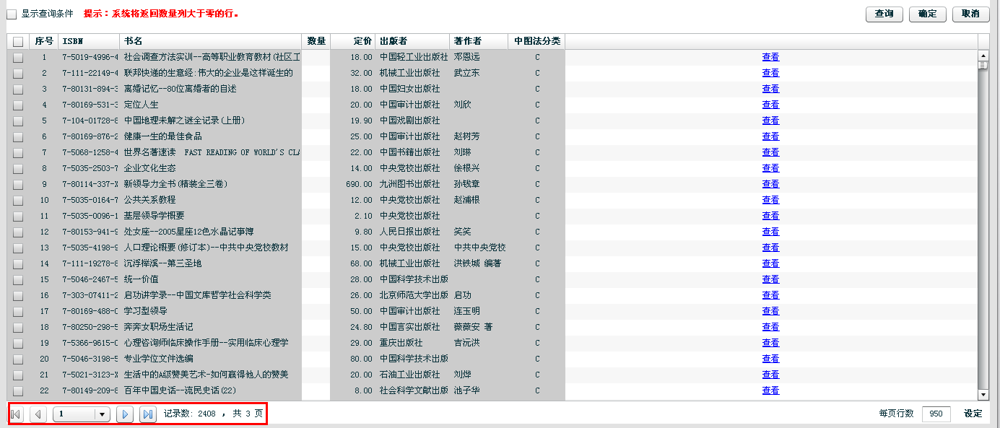 显示查询条件 提示：系统将返回数量列大于零的行。 查询 确定 取消
序号 ISBN 书名 数量 定价 出版者 著作者 中图法分类
1 7-5019-4996-4 社会调查方法实训--高等职业教育教材(社区工 18.00 中国轻工业出版社 邓恩远 C 查看
2 7-111-22149-4 联邦快递的生意经:伟大的企业是这样诞生的 32.00 机械工业出版社 武立东 C 查看
3 7-80131-894-3 离婚记忆--80位离婚者的自述 18.00 中国妇女出版社 C 查看
4 7-80169-531-3 定位人生 20.00 中国审计出版社 刘欣 C 查看
5 7-104-01728-8 中国地理未解之谜全记录(上册) 19.90 中国戏剧出版社 C 查看
6 7-80169-876-2 健康一生的最佳食品 25.00 中国审计出版社 赵树芳 C 查看
7 7-5068-1258-4 世界名著速读 FAST READING OF WORLD'S CLA 22.00 中国书籍出版社 刘琳 C 查看
8 7-5035-2503-7 企业文化生态 14.00 中央党校出版社 徐根兴 C 查看
9 7-80114-337-X 新领导力全书(精装全三卷) 690.00 九洲图书出版社 孙钱章 C 查看
10 7-5035-0164-7 公共关系教程 12.00 中央党校出版社 赵浦根 C 查看
11 7-5035-0096-1 基层领导学概要 2.10 中央党校出版社 C 查看
12 7-80153-941-9 处女座--2005星座12色水晶记事簿 9.80 人民日报出版社 笑笑 C 查看
13 7-5035-4198-9 人口理论概要(修订本)--中共中央党校教材 15.00 中央党校出版社 中共中央党校 C 查看
14 7-111-19278-8 沉浮榉溪--第三圣地 68.00 机械工业出版社 洪铁城 编著 C 查看
15 7-5046-2467-5 统一价值 28.00 中国科学技术出版 C 查看
16 7-303-07411-2 启功讲学录--中国文库哲学社会科学类 26.00 北京师范大学出版 启功 C 查看
17 7-80169-488-0 学习型领导 50.00 中国审计出版社 连玉明 C 查看
18 7-80250-298-5 奔奔女职场生活记 24.80 中国言实出版社 薇薇安 著 C 查看
19 7-5366-9615-0 心理咨询师临床操作手册--实用临床心理学 29.00 重庆出版社 吉沅洪 C 查看
20 7-5046-3198-5 专业学位文件选编 80.00 中国科学技术出版 C 查看
21 7-5021-3123-X 生活中的A级赞美艺术-如何赢得他人的赞美 20.00 石油工业出版社 刘烨 C 查看
22 7-80149-209-8 百年中国史话--流民史话(22) 8.00 社会科学文献出版 池子华 C 查看
1 记录数: 2408 , 共 3 页 每页行数 950 设定